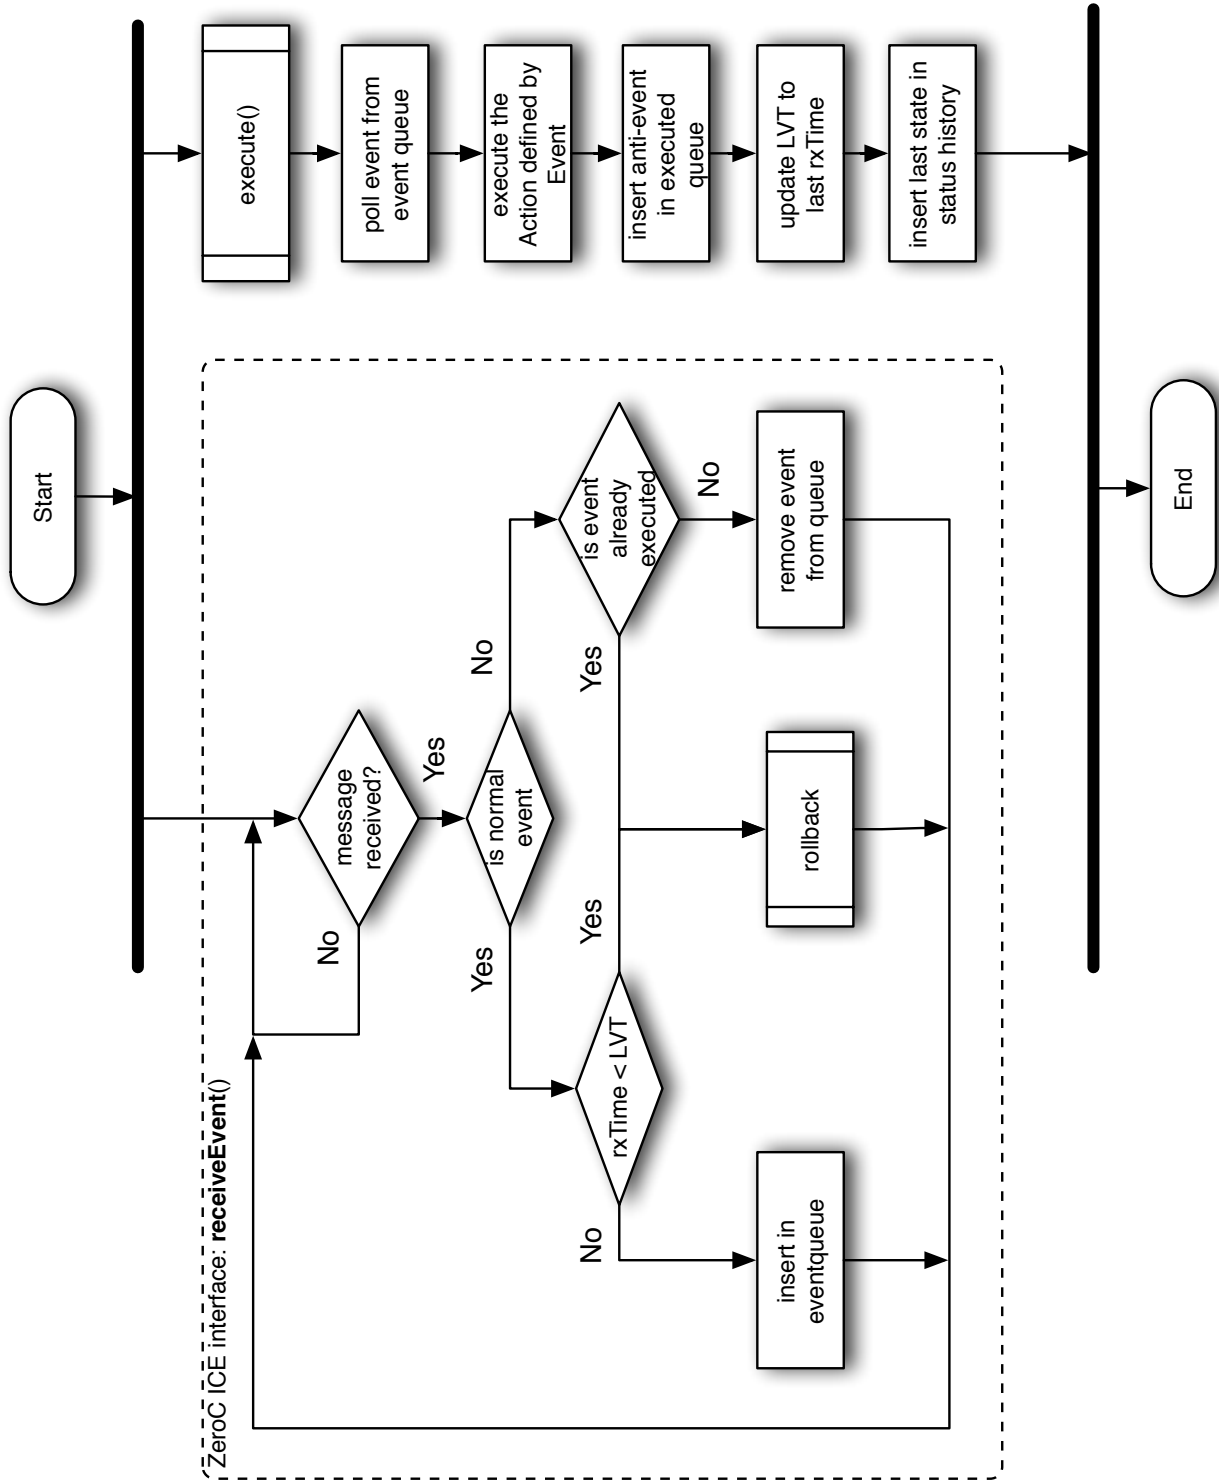 Start
ZeroC ICE interface: receiveEvent()
message
received?
No
Yes
is normal
event
Yes
No
rxTime < LVT
No
Yes
is event
already
executed
Yes
No
insert in
eventqueue
rollback
remove event
from queue
execute()
poll event from
event queue
execute the
Action defined by
Event
insert anti-event
in executed
queue
update LVT to
last rxTime
insert last state in
status history
End